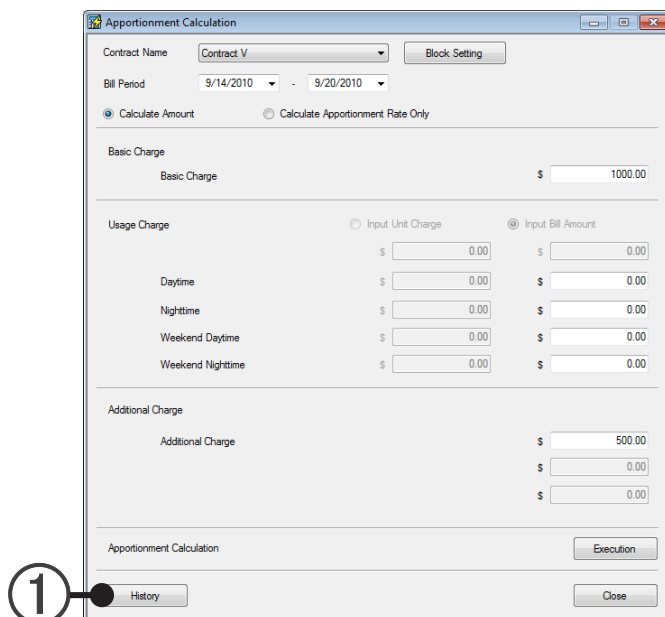 Apportionment Calculation
Contract Name Contract V Block Setting
Bill Period 9/14/2010 - 9/20/2010
Calculate Amount Calculate Apportionment Rate Only
Basic Charge
Basic Charge $ 1000.00
Usage Charge Input Unit Charge Input Bill Amount
$ 0.00 $ 0.00
Daytime $ 0.00 $ 0.00
Nighttime $ 0.00 $ 0.00
Weekend Daytime $ 0.00 $ 0.00
Weekend Nighttime $ 0.00 $ 0.00
Additional Charge
Additional Charge $ 500.00
$ 0.00
$ 0.00
Apportionment Calculation Execution
1 History Close